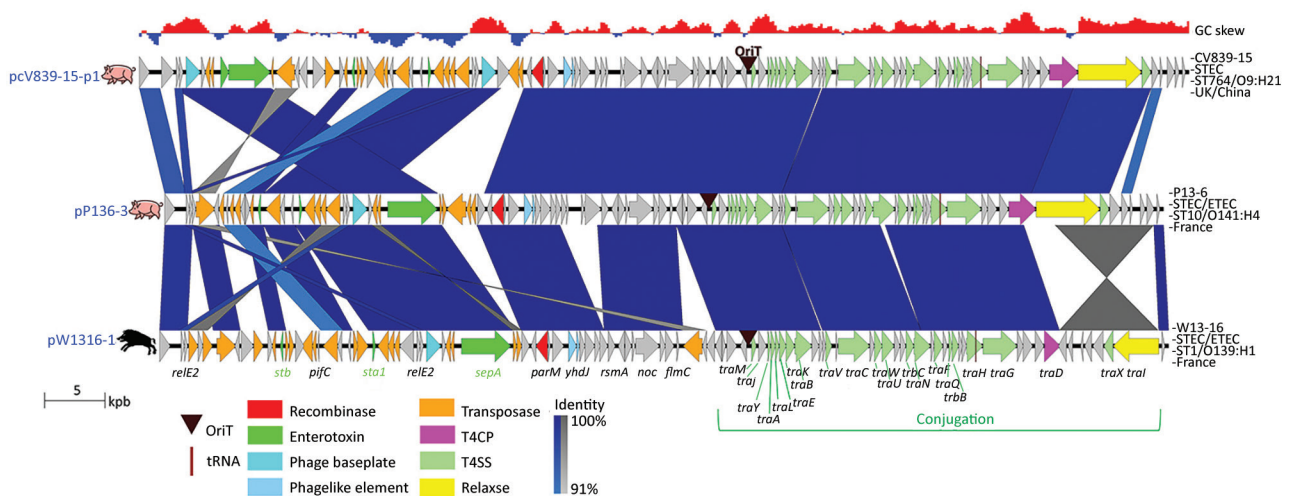 GC skew
OriT
pcV839-15-p1
-CV839-15
-STEC
-ST764/O9:H21
-UK/China
pP136-3
-P13-6
-STEC/ETEC
-ST10/O141:H4
-France
pW1316-1
-W13-16
-STEC/ETEC
-ST1/O139:H1
-France
relE2 stb pifC sta1 relE2 sepA parM yhdJ rsmA noc flmC traM traj traY traA traL traK traB traE traV traC traW traU trbC traN traF traQ trbB traH traG traD traX traI
5 kpb
Conjugation
OriT
tRNA
Recombinase
Enterotoxin
Phage baseplate
Phagelike element
Transposase
T4CP
T4SS
Relaxse
Identity
100%
91%